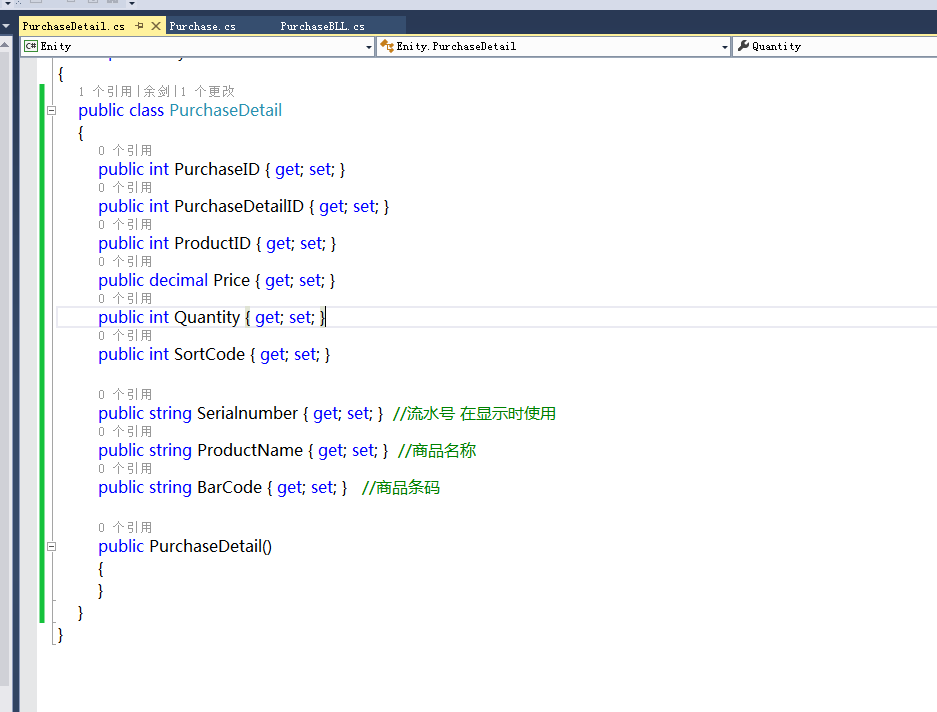 PurchaseDetail.cs
Purchase.cs
PurchaseBLL.cs
C# Enity
Enity.PurchaseDetail
Quantity
{
1 个引用|余剑|1 个更改
public class PurchaseDetail
{
0 个引用
public int PurchaseID { get; set; }
0 个引用
public int PurchaseDetailID { get; set; }
0 个引用
public int ProductID { get; set; }
0 个引用
public decimal Price { get; set; }
0 个引用
public int Quantity { get; set; }
0 个引用
public int SortCode { get; set; }
0 个引用
public string Serialnumber { get; set; } //流水号 在显示时使用
0 个引用
public string ProductName { get; set; } //商品名称
0 个引用
public string BarCode { get; set; } //商品条码
0 个引用
public PurchaseDetail()
{
}
}
}